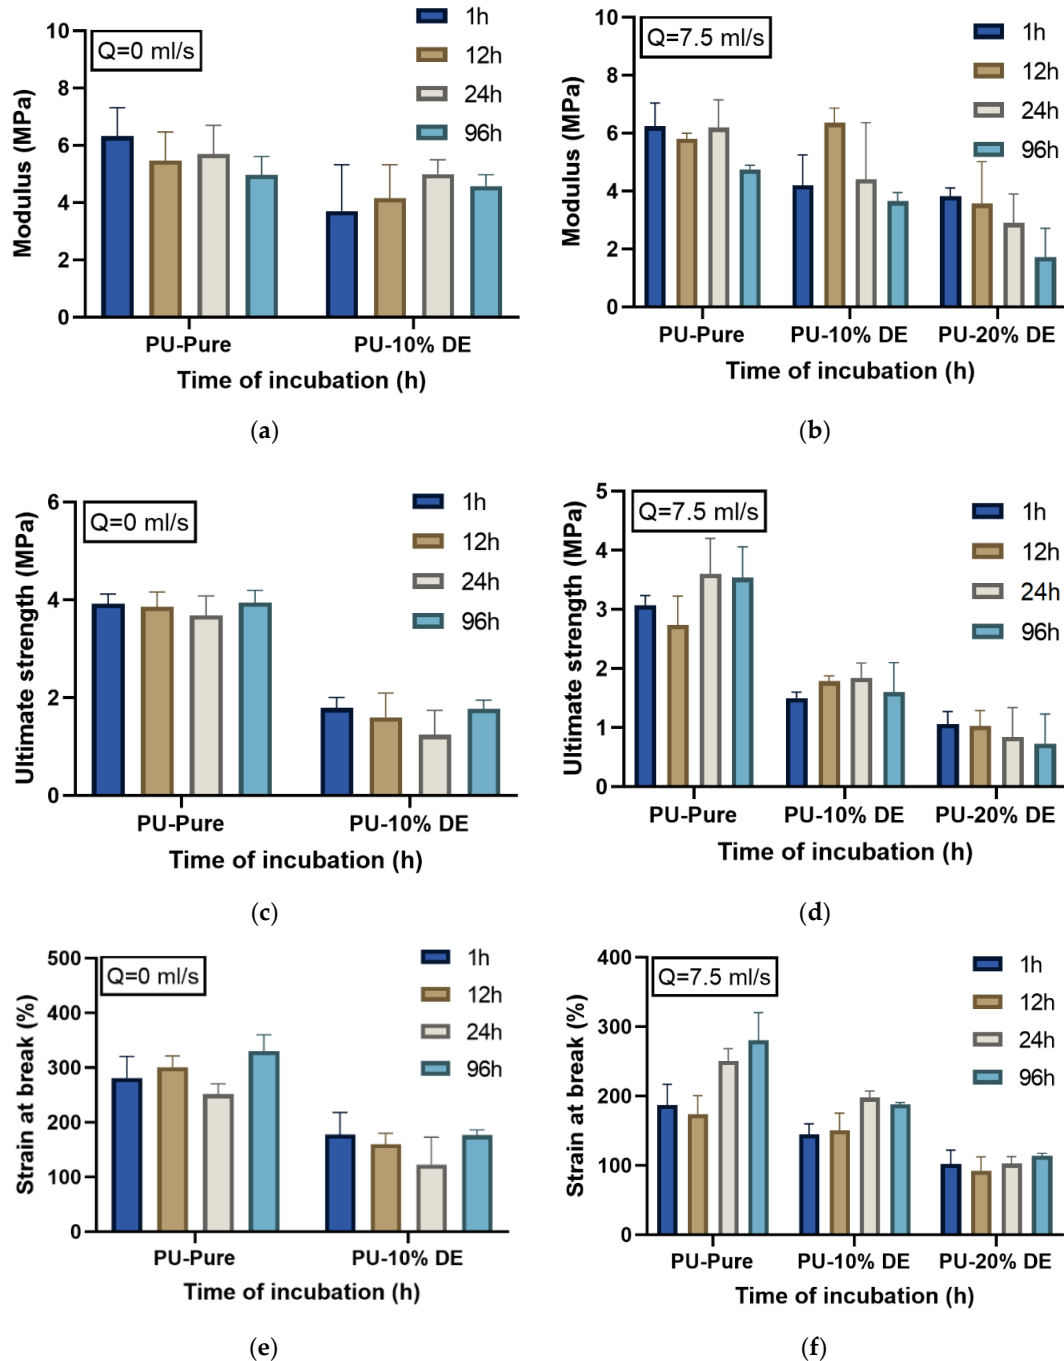 Modulus (MPa)
10
8
6
4
2
0
Q=0 ml/s
1h
12h
24h
96h
PU-Pure
PU-10% DE
Time of incubation (h)
(a)
Modulus (MPa)
10
8
6
4
2
0
Q=7.5 ml/s
1h
12h
24h
96h
PU-Pure
PU-10% DE
PU-20% DE
Time of incubation (h)
(b)
Ultimate strength (MPa)
6
4
2
0
Q=0 ml/s
1h
12h
24h
96h
PU-Pure
PU-10% DE
Time of incubation (h)
(c)
Ultimate strength (MPa)
5
4
3
2
1
0
Q=7.5 ml/s
1h
12h
24h
96h
PU-Pure
PU-10% DE
PU-20% DE
Time of incubation (h)
(d)
Strain at break (%)
500
400
300
200
100
0
Q=0 ml/s
1h
12h
24h
96h
PU-Pure
PU-10% DE
Time of incubation (h)
(e)
Strain at break (%)
400
300
200
100
0
Q=7.5 ml/s
1h
12h
24h
96h
PU-Pure
PU-10% DE
PU-20% DE
Time of incubation (h)
(f)